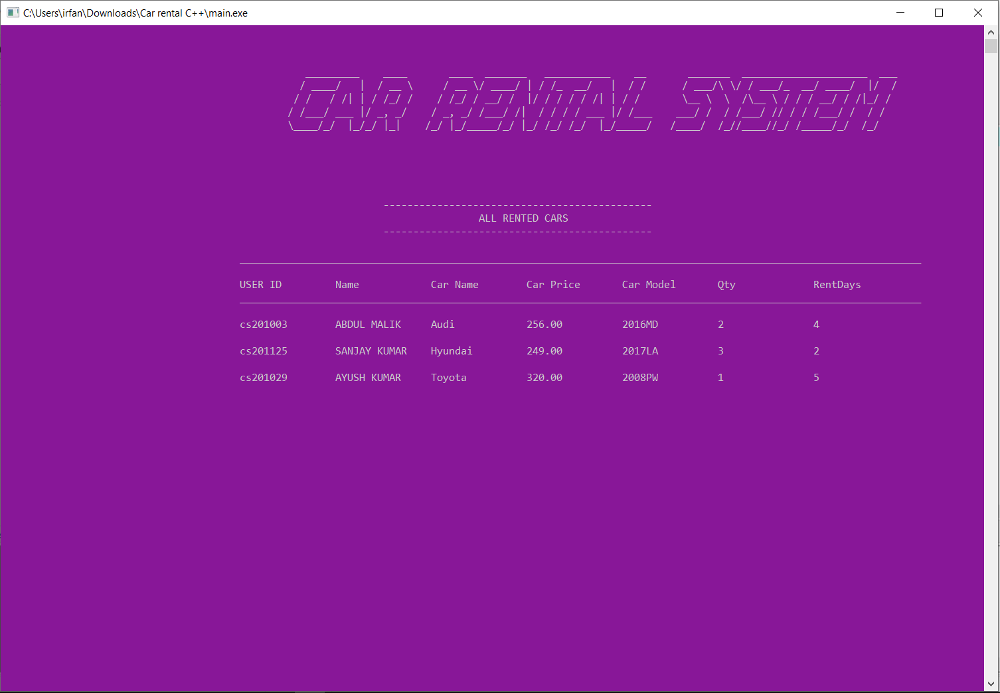 C:\Users\irfan\Downloads\Car rental C++\main.exe
CAR RENTAL SYSTEM
--------------------------------------------- 
ALL RENTED CARS
---------------------------------------------
USER ID Name Car Name Car Price Car Model Qty RentDays
cs201003 ABDUL MALIK Audi 256.00 2016MD 2 4
cs201125 SANJAY KUMAR Hyundai 249.00 2017LA 3 2
cs201029 AYUSH KUMAR Toyota 320.00 2008PW 1 5